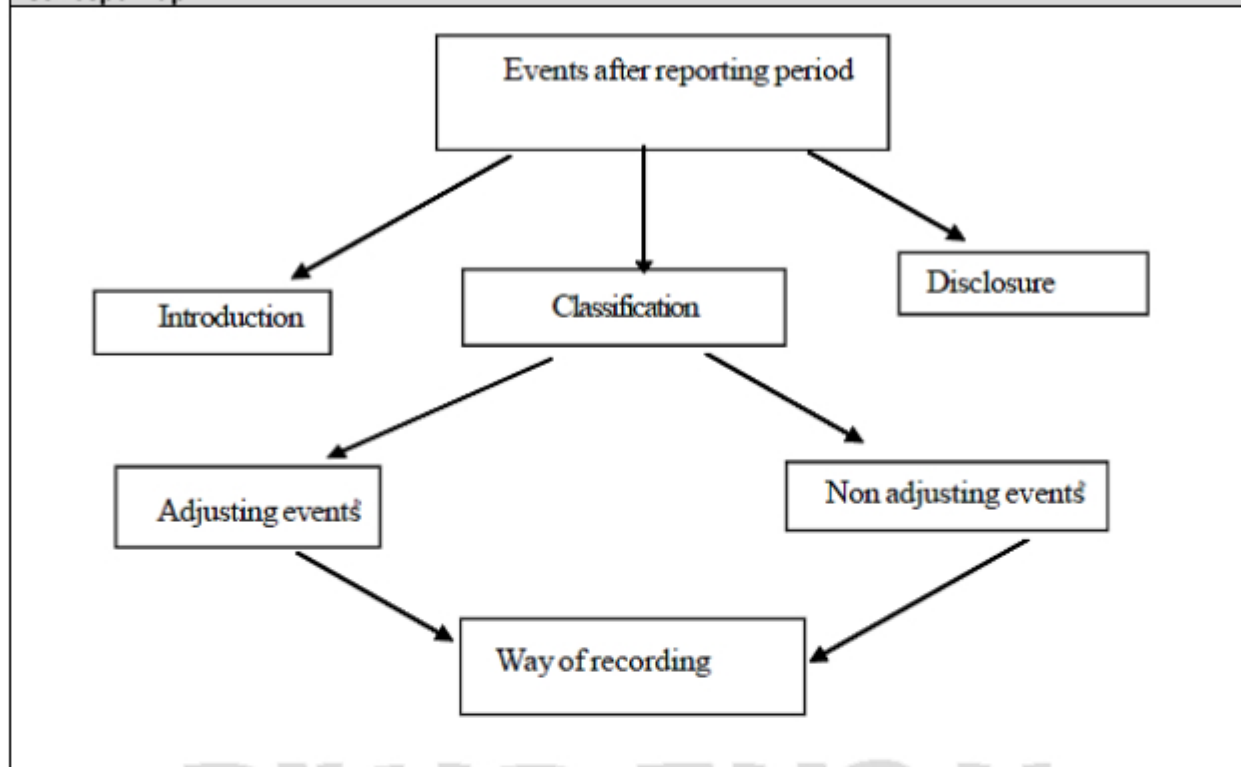 Events after reporting period
Introduction
Classification
Disclosure
Adjusting events
Non adjusting events
Way of recording